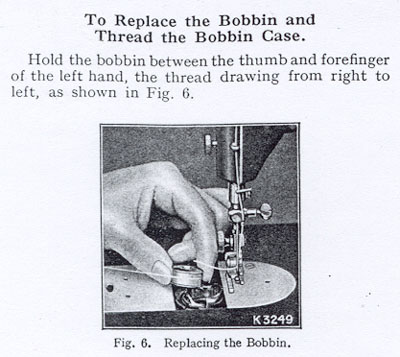 To Replace the Bobbin and
Thread the Bobbin Case.
Hold the bobbin between the thumb and forefinger
of the left hand, the thread drawing from right to
left, as shown in Fig. 6.
K3249
Fig. 6. Replacing the Bobbin.